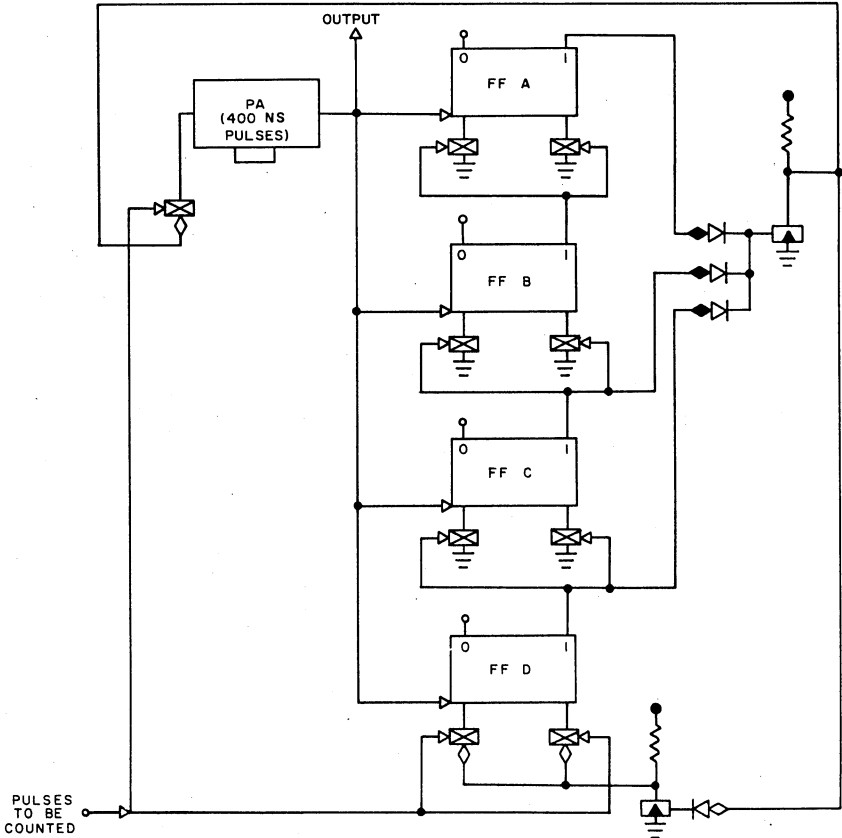 OUTPUT
0 1
FF A
PA
(400 NS
PULSES)
0 1
FF B
0 1
FF C
0 1
FF D
PULSES
TO BE
COUNTED